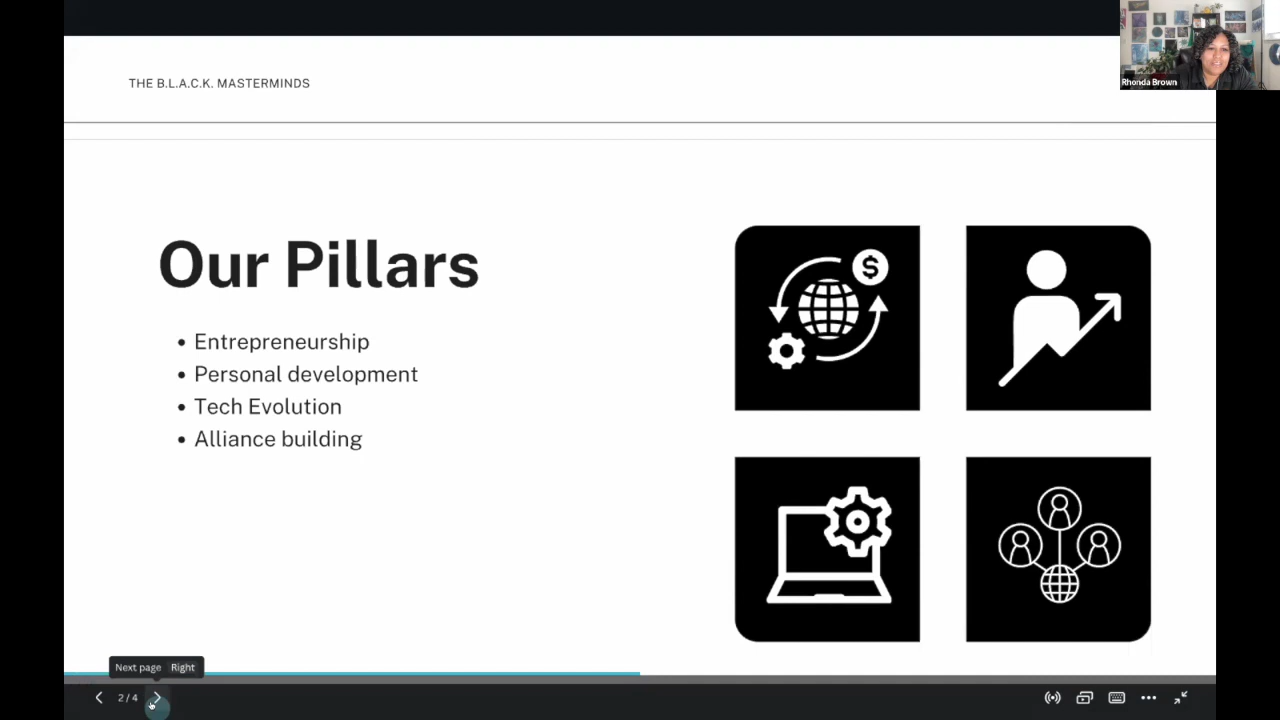 THE B.L.A.C.K. MASTERMINDS
Rhonda Brown
Our Pillars
Entrepreneurship
Personal development
Tech Evolution
Alliance building
$
Next page Right
2 / 4